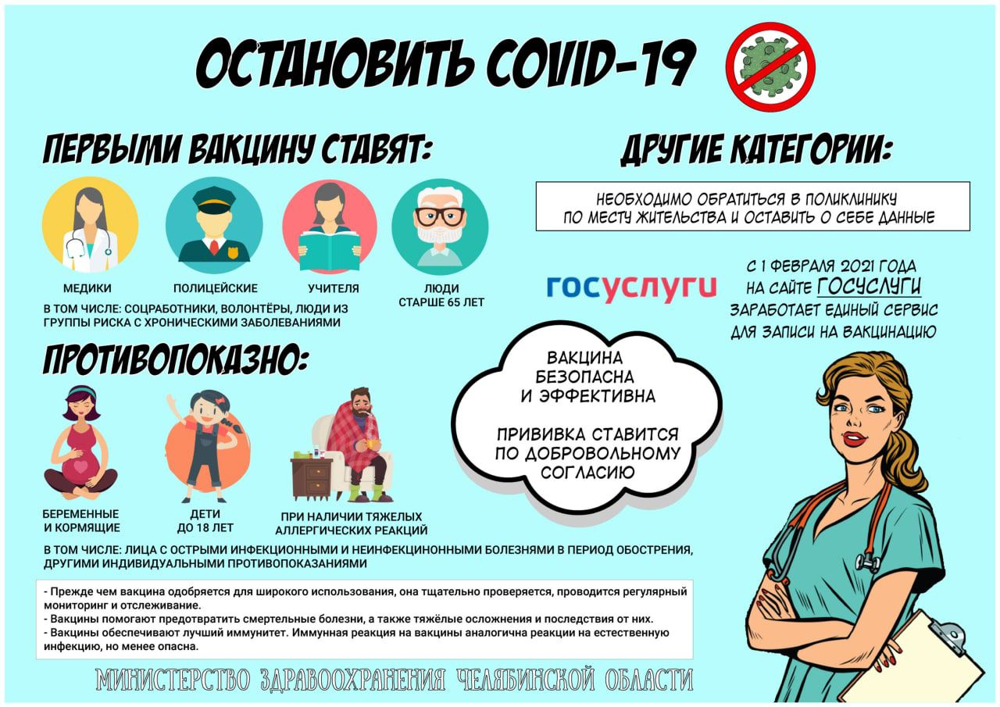 ОСТАНОВИТЬ COVID-19
ПЕРВЫМИ ВАКЦИНУ СТАВЯТ:
МЕДИКИ
ПОЛИЦЕЙСКИЕ
УЧИТЕЛЯ
ЛЮДИ
СТАРШЕ 65 ЛЕТ
В ТОМ ЧИСЛЕ: СОЦРАБОТНИКИ, ВОЛОНТЁРЫ, ЛЮДИ ИЗ
ГРУППЫ РИСКА С ХРОНИЧЕСКИМИ ЗАБОЛЕВАНИЯМИ
ПРОТИВОПОКАЗНО:
БЕРЕМЕННЫЕ
И КОРМЯЩИЕ
ДЕТИ
ДО 18 ЛЕТ
ПРИ НАЛИЧИИ ТЯЖЕЛЫХ
АЛЛЕРГИЧЕСКИХ РЕАКЦИЙ
В ТОМ ЧИСЛЕ: ЛИЦА С ОСТРЫМИ ИНФЕКЦИОННЫМИ И НЕИНФЕКЦИНОННЫМИ БОЛЕЗНЯМИ В ПЕРИОД ОБОСТРЕНИЯ,
ДРУГИМИ ИНДИВИДУАЛЬНЫМИ ПРОТИВОПОКАЗАНИЯМИ
- Прежде чем вакцина одобряется для широкого использования, она тщательно проверяется, проводится регулярный
мониторинг и отслеживание.
- Вакцины помогают предотвратить смертельные болезни, а также тяжёлые осложнения и последствия от них.
- Вакцины обеспечивают лучший иммунитет. Иммунная реакция на вакцины аналогична реакции на естественную
инфекцию, но менее опасна.
МИНИСТЕРСТВО ЗДРАВООХРАНЕНИЯ ЧЕЛЯБИНСКОЙ ОБЛАСТИ
ДРУГИЕ КАТЕГОРИИ:
НЕОБХОДИМО ОБРАТИТЬСЯ В ПОЛИКЛИНИКУ
ПО МЕСТУ ЖИТЕЛЬСТВА И ОСТАВИТЬ О СЕБЕ ДАННЫЕ
госуслуги
С 1 ФЕВРАЛЯ 2021 ГОДА
НА САЙТЕ ГОСУСЛУГИ
ЗАРАБОТАЕТ ЕДИНЫЙ СЕРВИС
ДЛЯ ЗАПИСИ НА ВАКЦИНАЦИЮ
ВАКЦИНА
БЕЗОПАСНА
И ЭФФЕКТИВНА
ПРИВИВКА СТАВИТСЯ
ПО ДОБРОВОЛЬНОМУ
СОГЛАСИЮ